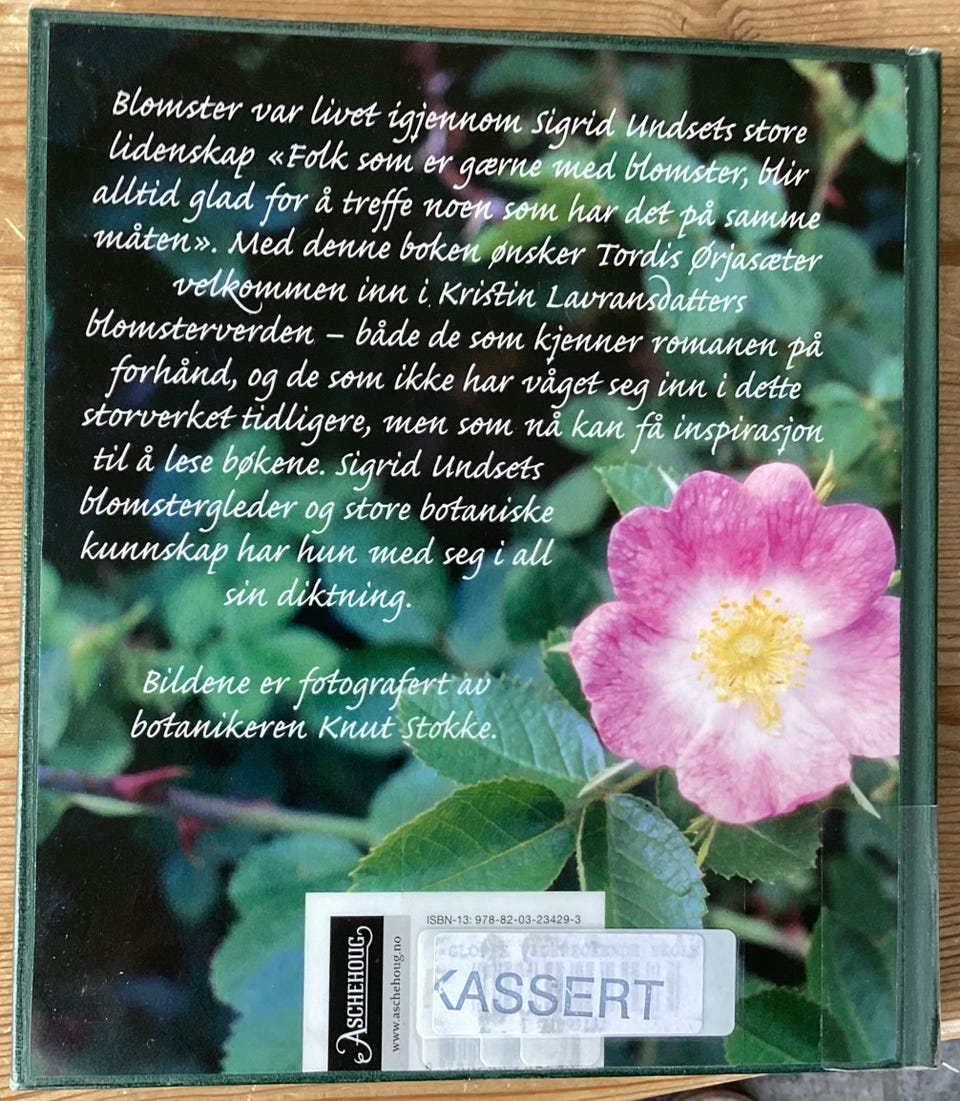 Blomster var livet igjennom Sigrid Undsets store
lidenskap «Folk som er gærne med blomster, blir
alltid glad for å treffe noen som har det på samme
måten». Med denne boken ønsker Tordis Ørjasæter
velkommen inn i Kristin Lavransdatters
blomsterverden – både de som kjenner romanen på
forhånd, og de som ikke har våget seg inn i dette
storverket tidligere, men som nå kan få inspirasjon
til å lese bøkene. Sigrid Undsets
blomstergleder og store botaniske
kunnskap har hun med seg i all
sin diktning.
Bildene er fotografert av
botanikeren Knut Stokke.
ISBN-13: 978-82-03-23429-3
ASCHEHOUG
www.aschehoug.no
KASSERT